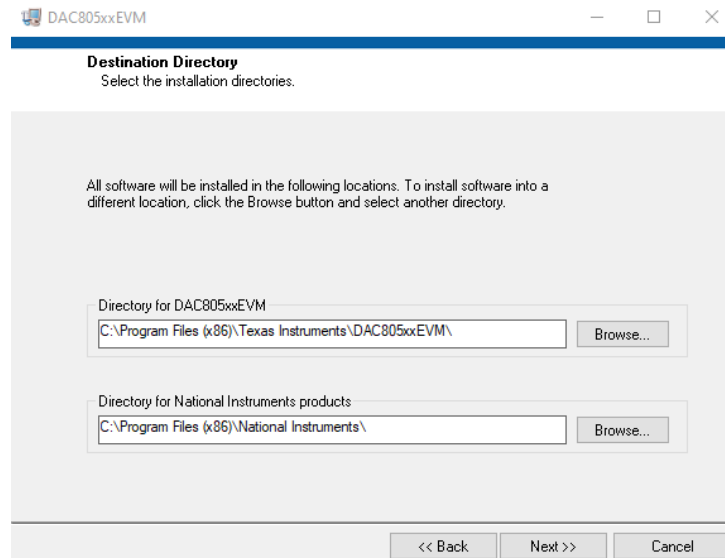 DAC805xxEVM
Destination Directory
Select the installation directories.
All software will be installed in the following locations. To install software into a
different location, click the Browse button and select another directory.
Directory for DAC805xxEVM
C:\Program Files (x86)\Texas Instruments\DAC805xxEVM\
Browse...
Directory for National Instruments products
C:\Program Files (x86)\National Instruments\
Browse...
<< Back
Next >>
Cancel